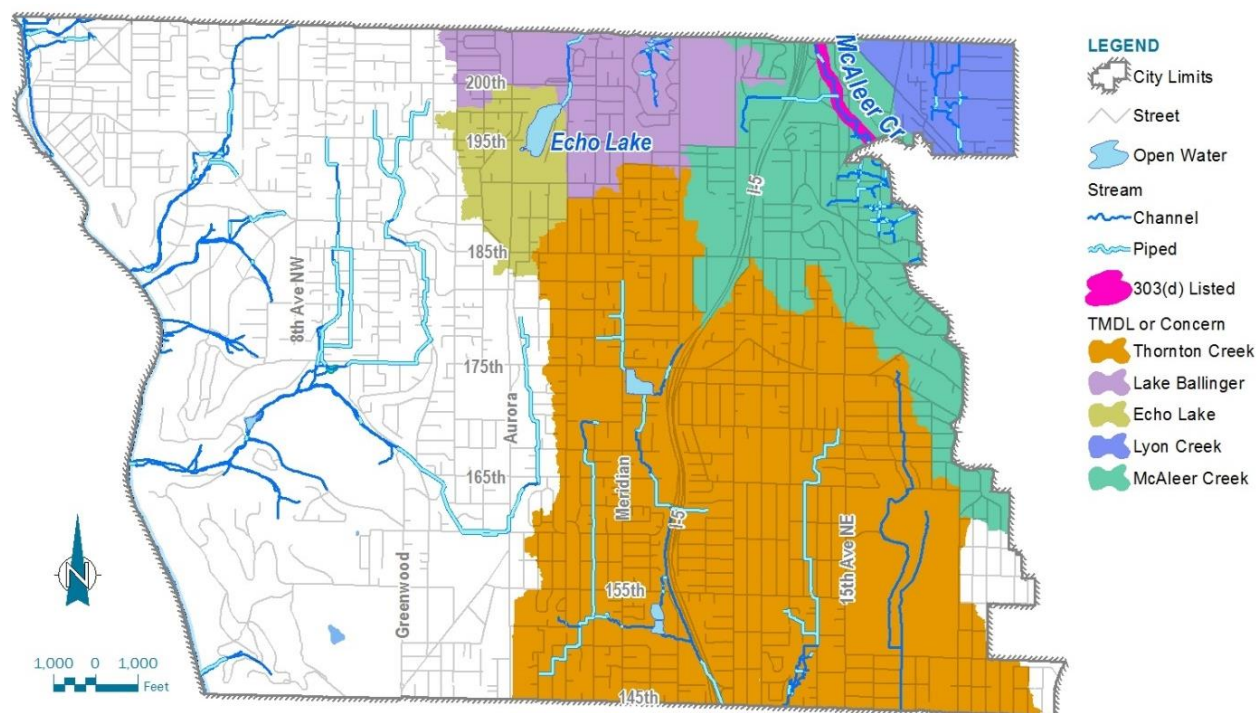 200th
195th
Echo Lake
McAleer Cr
I-5
185th
8th Ave NW
175th
Aurora
165th
Meridian
I-5
15th Ave NE
155th
Greenwood
145th
N
1,000 0 1,000
Feet
LEGEND
City Limits
Street
Open Water
Stream
Channel
Piped
303(d) Listed
TMDL or Concern
Thornton Creek
Lake Ballinger
Echo Lake
Lyon Creek
McAleer Creek